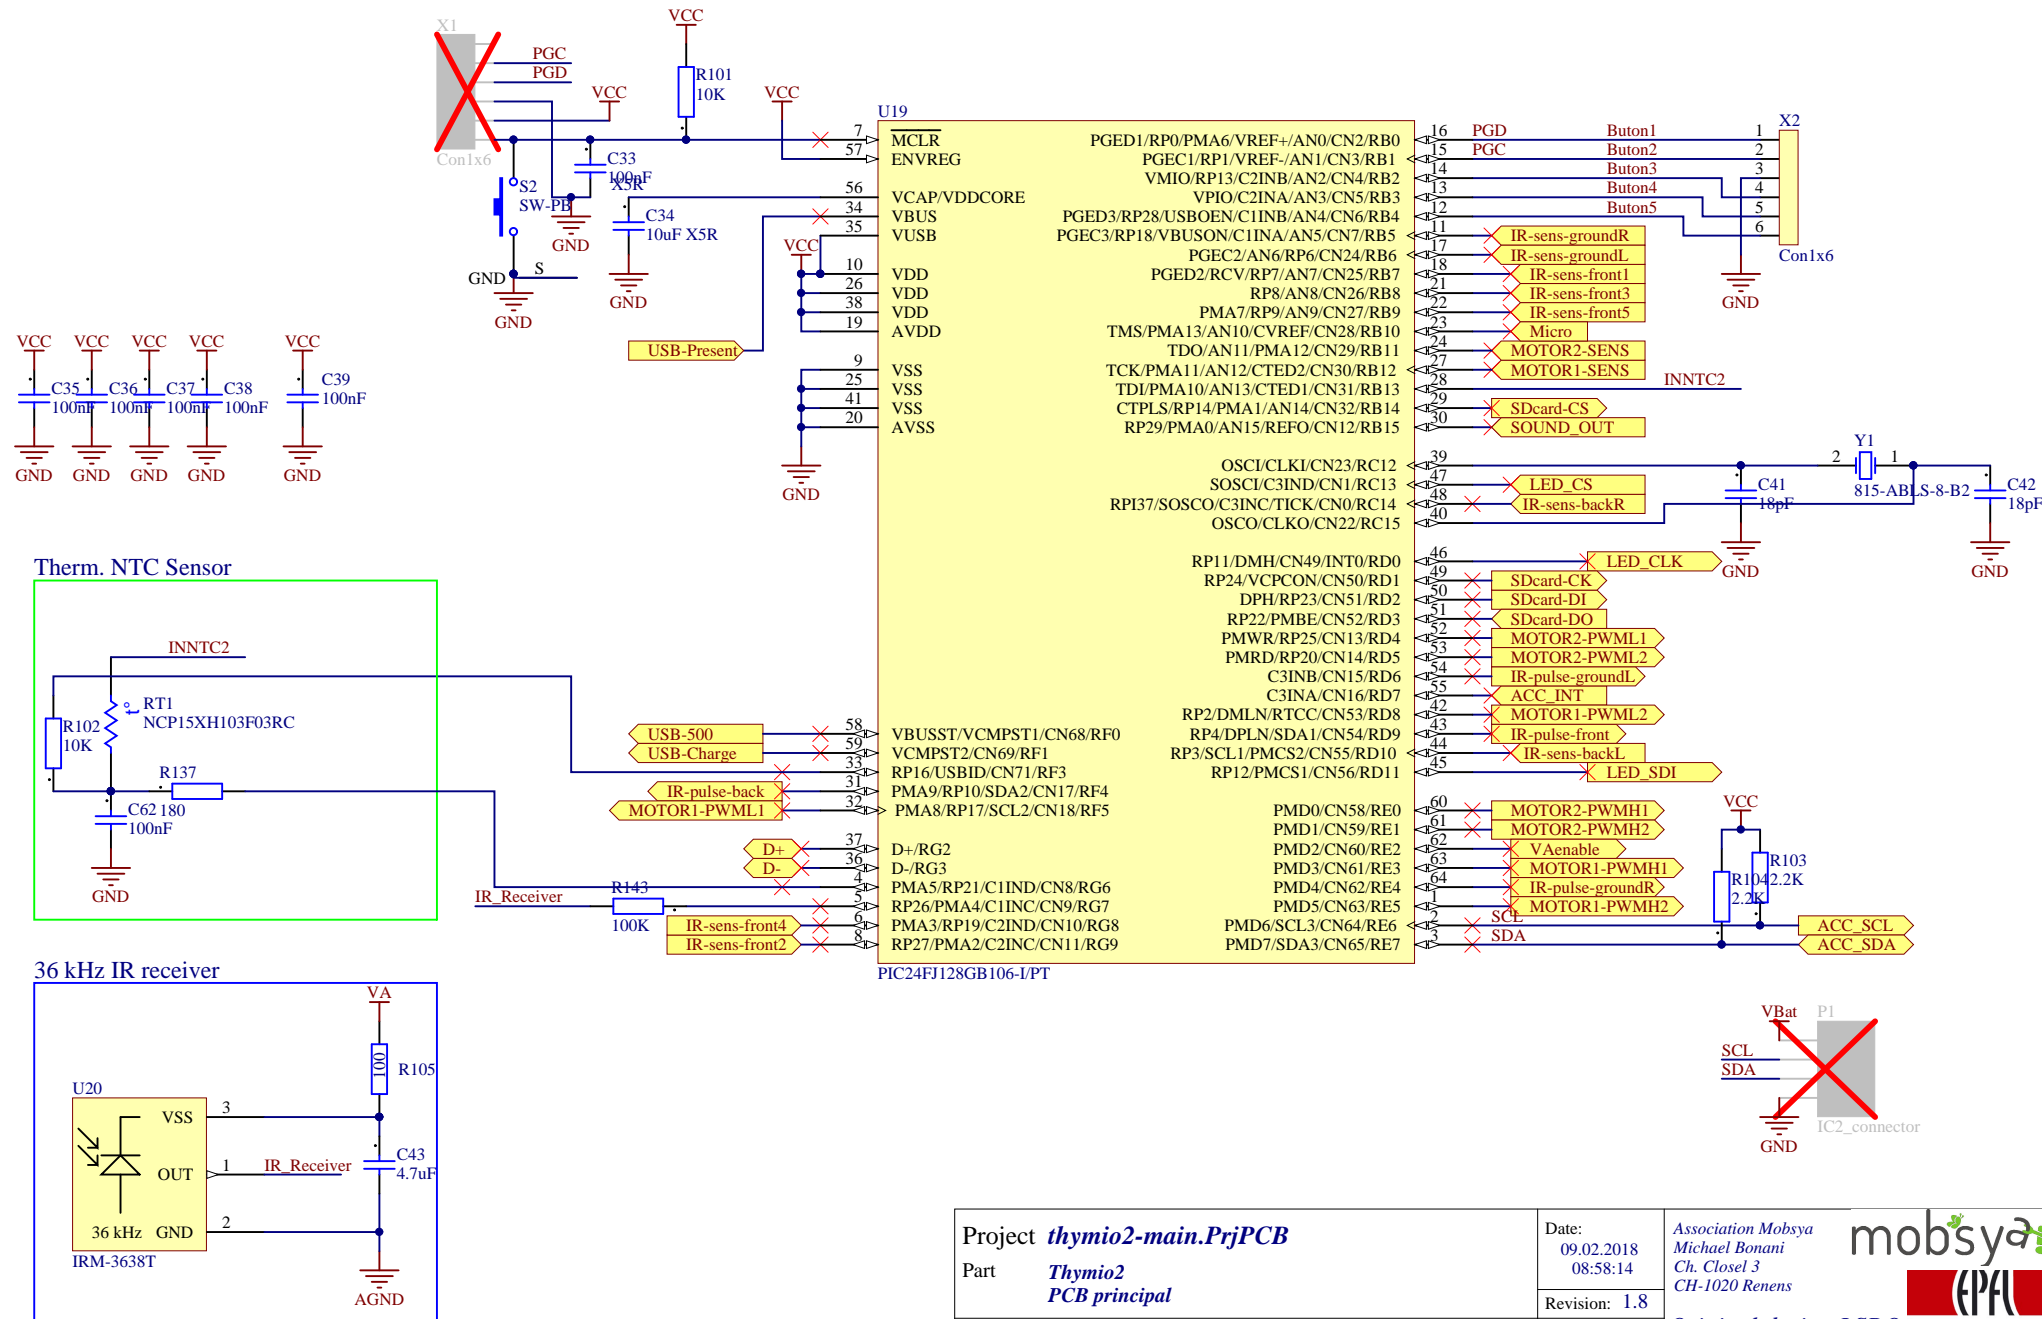 X1
PGC
PGD
Con1x6
VCC
VCC
R101
10K
VCC
C33
100nF
X5R
S2
SW-PB
GND
C34
10uF X5R
GND
GND
S
GND
VCC
USB-Present
GND
U19
7 MCLR
57 ENVREG
56 VCAP/VDDCORE
34 VBUS
35 VUSB
10 VDD
26 VDD
38 VDD
19 AVDD
9 VSS
25 VSS
41 VSS
20 AVSS
USB-500 58 VBUSST/VCMPST1/CN68/RF0
USB-Charge 59 VCMPST2/CN69/RF1
33 RP16/USBID/CN71/RF3
IR-pulse-back 31 PMA9/RP10/SDA2/CN17/RF4
MOTOR1-PWML1 32 PMA8/RP17/SCL2/CN18/RF5
D+ 37 D+/RG2
D- 36 D-/RG3
4 PMA5/RP21/C1IND/CN8/RG6
IR_Receiver R143 100K 5 RP26/PMA4/C1INC/CN9/RG7
IR-sens-front4 6 PMA3/RP19/C2IND/CN10/RG8
IR-sens-front2 8 RP27/PMA2/C2INC/CN11/RG9
PIC24FJ128GB106-I/PT
PGED1/RP0/PMA6/VREF+/AN0/CN2/RB0 16 PGD Buton1 1
PGEC1/RP1/VREF-/AN1/CN3/RB1 15 PGC Buton2 2
VMIO/RP13/C2INB/AN2/CN4/RB2 14 Buton3 3
VPIO/C2INA/AN3/CN5/RB3 13 Buton4 4
PGED3/RP28/USBOEN/C1INB/AN4/CN6/RB4 12 Buton5 5
PGEC3/RP18/VBUSON/C1INA/AN5/CN7/RB5 11 IR-sens-groundR 6
PGEC2/AN6/RP6/CN24/RB6 17 IR-sens-groundL
PGED2/RCV/RP7/AN7/CN25/RB7 18 IR-sens-front1
RP8/AN8/CN26/RB8 21 IR-sens-front3
PMA7/RP9/AN9/CN27/RB9 22 IR-sens-front5
TMS/PMA13/AN10/CVREF/CN28/RB10 23 Micro
TDO/AN11/PMA12/CN29/RB11 24 MOTOR2-SENS
TCK/PMA11/AN12/CTED2/CN30/RB12 27 MOTOR1-SENS
TDI/PMA10/AN13/CTED1/CN31/RB13 28 INNTC2
CTPLS/RP14/PMA1/AN14/CN32/RB14 29 SDcard-CS
RP29/PMA0/AN15/REFO/CN12/RB15 30 SOUND_OUT
OSCI/CLKI/CN23/RC12 39
SOSCI/C3IND/CN1/RC13 47 LED_CS
RPI37/SOSCO/C3INC/TICK/CN0/RC14 48 IR-sens-backR
OSCO/CLKO/CN22/RC15 40
RP11/DMH/CN49/INT0/RD0 46 LED_CLK
RP24/VCPCON/CN50/RD1 49 SDcard-CK
DPH/RP23/CN51/RD2 50 SDcard-DI
RP22/PMBE/CN52/RD3 51 SDcard-DO
PMWR/RP25/CN13/RD4 52 MOTOR2-PWML1
PMRD/RP20/CN14/RD5 53 MOTOR2-PWML2
C3INB/CN15/RD6 54 IR-pulse-groundL
C3INA/CN16/RD7 55 ACC_INT
RP2/DMLN/RTCC/CN53/RD8 42 MOTOR1-PWML2
RP4/DPLN/SDA1/CN54/RD9 43 IR-pulse-front
RP3/SCL1/PMCS2/CN55/RD10 44 IR-sens-backL
RP12/PMCS1/CN56/RD11 45 LED_SDI
PMD0/CN58/RE0 60 MOTOR2-PWMH1
PMD1/CN59/RE1 61 MOTOR2-PWMH2
PMD2/CN60/RE2 62 VAenable
PMD3/CN61/RE3 63 MOTOR1-PWMH1
PMD4/CN62/RE4 64 IR-pulse-groundR
PMD5/CN63/RE5 1 MOTOR1-PWMH2
PMD6/SCL3/CN64/RE6 2 SCL ACC_SCL
PMD7/SDA3/CN65/RE7 3 SDA ACC_SDA
X2
Con1x6
GND
Y1
2 1
815-ABLS-8-B2
C41
18pF
GND
C42
18pF
GND
VCC
R103
2.2K
R104
2.2K
VCC VCC VCC VCC VCC
C35 C36 C37 C38 C39
100nF 100nF 100nF 100nF 100nF
GND GND GND GND GND
Therm. NTC Sensor
INNTC2
RT1
t°
NCP15XH103F03RC
R102
10K
R137
180
C62
100nF
GND
36 kHz IR receiver
VA
100
R105
U20
VSS 3
OUT 1 IR_Receiver
36 kHz GND 2
IRM-3638T
C43
4.7uF
AGND
VBat P1
SCL
SDA
IC2_connector
GND
Project thymio2-main.PrjPCB
Part Thymio2
PCB principal
Date:
09.02.2018
08:58:14
Revision: 1.8
Association Mobsya
Michael Bonani
Ch. Closel 3
CH-1020 Renens
mobsya
EPFL